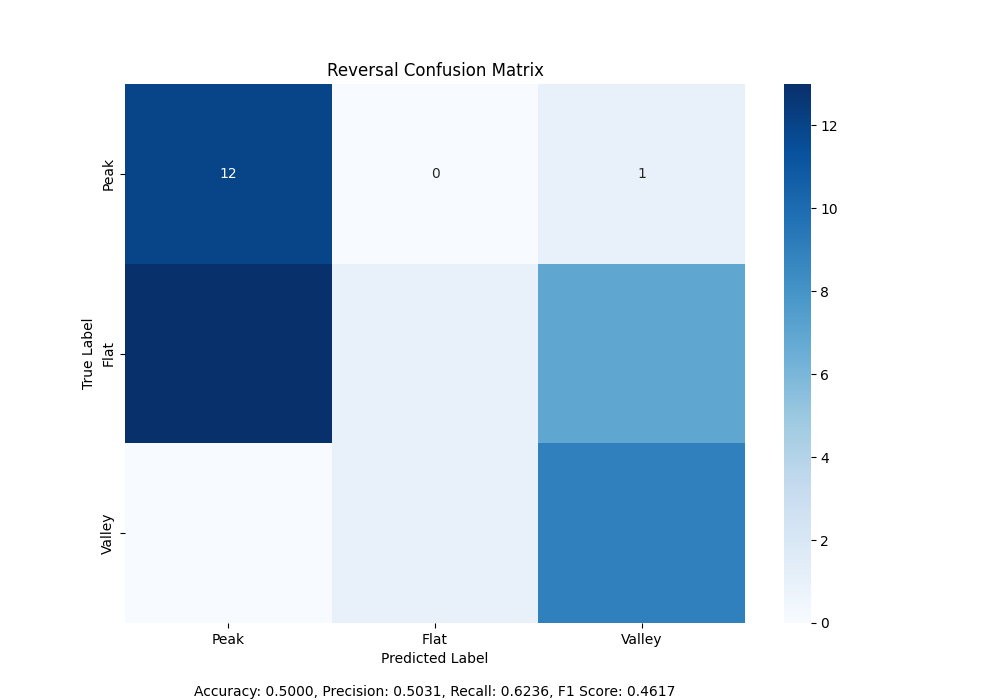 Reversal Confusion Matrix
12
10
8
6
4
2
0
Peak
12 0 1
Flat
Valley
True Label
Peak Flat Valley
Predicted Label
Accuracy: 0.5000, Precision: 0.5031, Recall: 0.6236, F1 Score: 0.4617